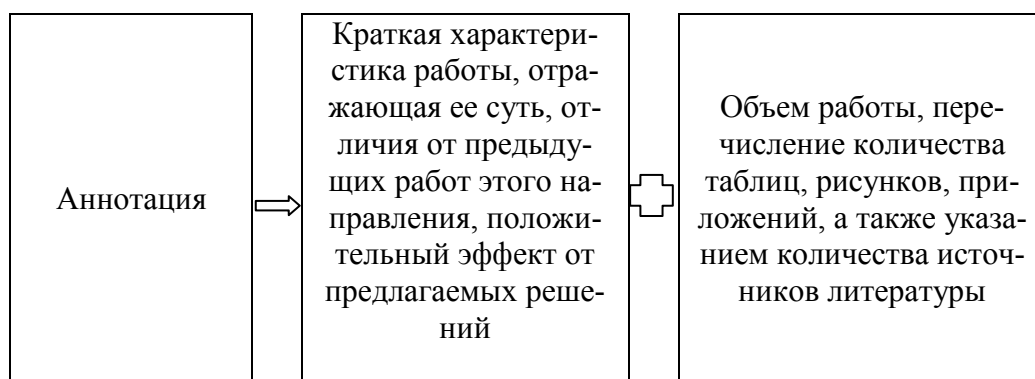 Аннотация
Краткая характери-
стика работы, отра-
жающая ее суть, от-
личия от предыду-
щих работ этого на-
правления, положи-
тельный эффект от
предлагаемых реше-
ний
Объем работы, пере-
числение количества
таблиц, рисунков, при-
ложений, а также указа-
нием количества источ-
ников литературы